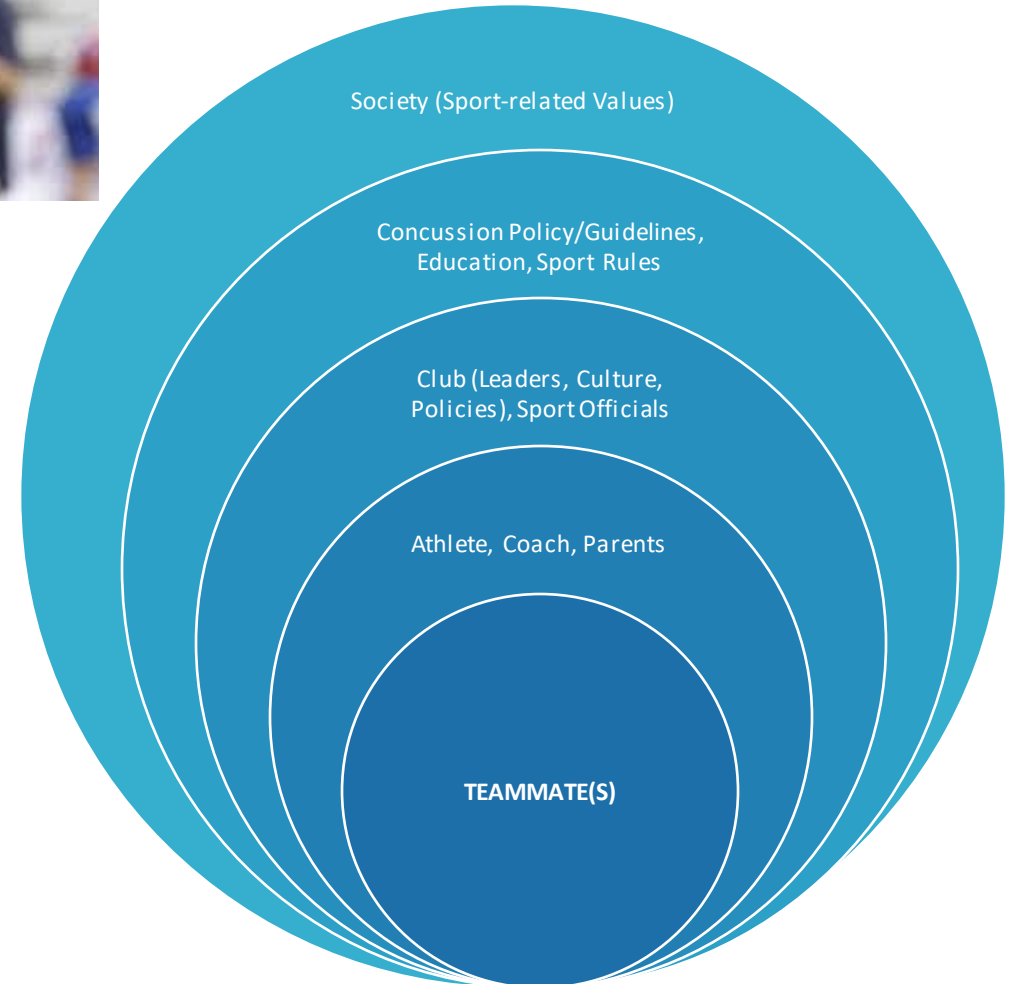 Society (Sport-related Values)
Concussion Policy/Guidelines,
Education, Sport Rules
Club (Leaders, Culture,
Policies), Sport Officials
Athlete, Coach, Parents
TEAMMATE(S)